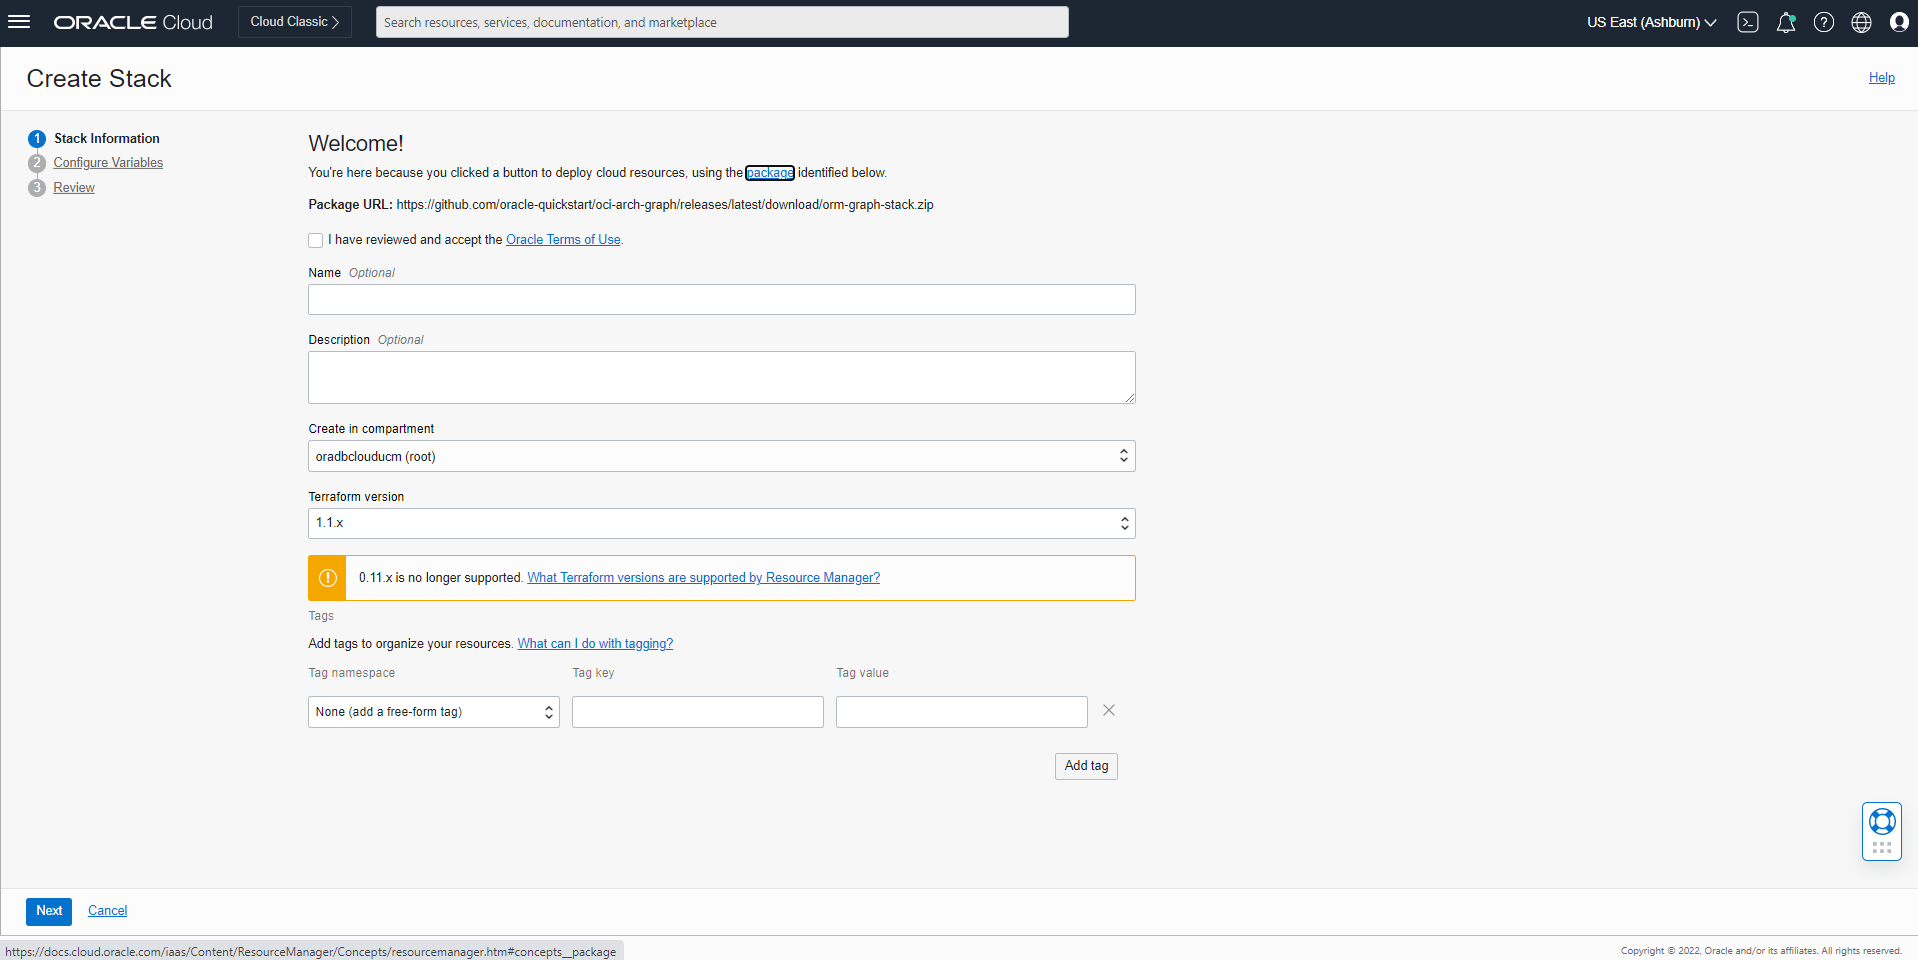 ORACLE Cloud
Cloud Classic
Search resources, services, documentation, and marketplace
US East (Ashburn)
Create Stack
Help
1 Stack Information
2 Configure Variables
3 Review
Welcome!
You're here because you clicked a button to deploy cloud resources, using the package identified below.
Package URL: https://github.com/oracle-quickstart/oci-arch-graph/releases/latest/download/orm-graph-stack.zip
I have reviewed and accept the Oracle Terms of Use.
Name Optional
Description Optional
Create in compartment
oradbclouducm (root)
Terraform version
1.1.x
0.11.x is no longer supported. What Terraform versions are supported by Resource Manager?
Tags
Add tags to organize your resources. What can I do with tagging?
Tag namespace Tag key Tag value
None (add a free-form tag)
Add tag
Next Cancel
https://docs.cloud.oracle.com/iaas/Content/ResourceManager/Concepts/resourcemanager.htm#concepts__package
Copyright © 2022, Oracle and/or its affiliates. All rights reserved.